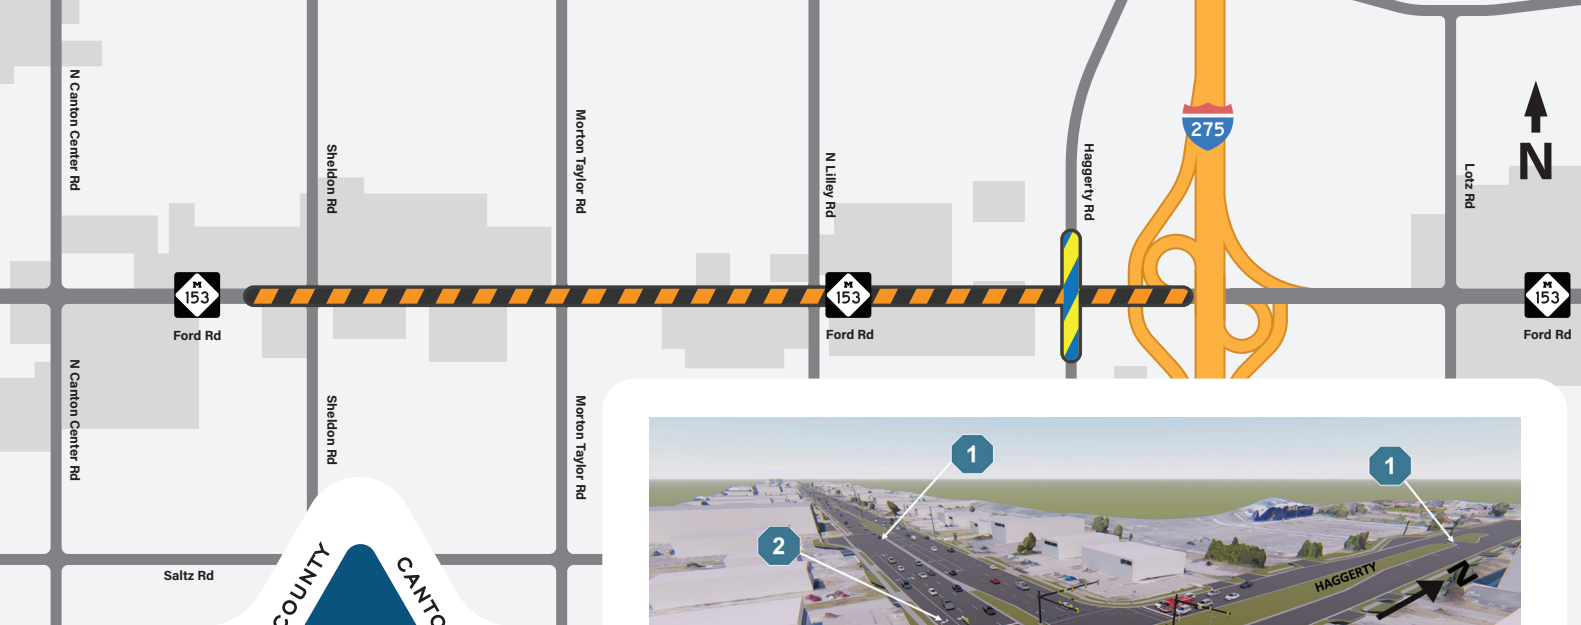 N Canton Center Rd
Sheldon Rd
Morton Taylor Rd
N Lilley Rd
Haggerty Rd
275
Lotz Rd
N
M
153
Ford Rd
M
153
Ford Rd
M
153
Ford Rd
N Canton Center Rd
Sheldon Rd
Morton Taylor Rd
Saltz Rd
COUNTY
CANTO
1
1
2
HAGGERTY
N